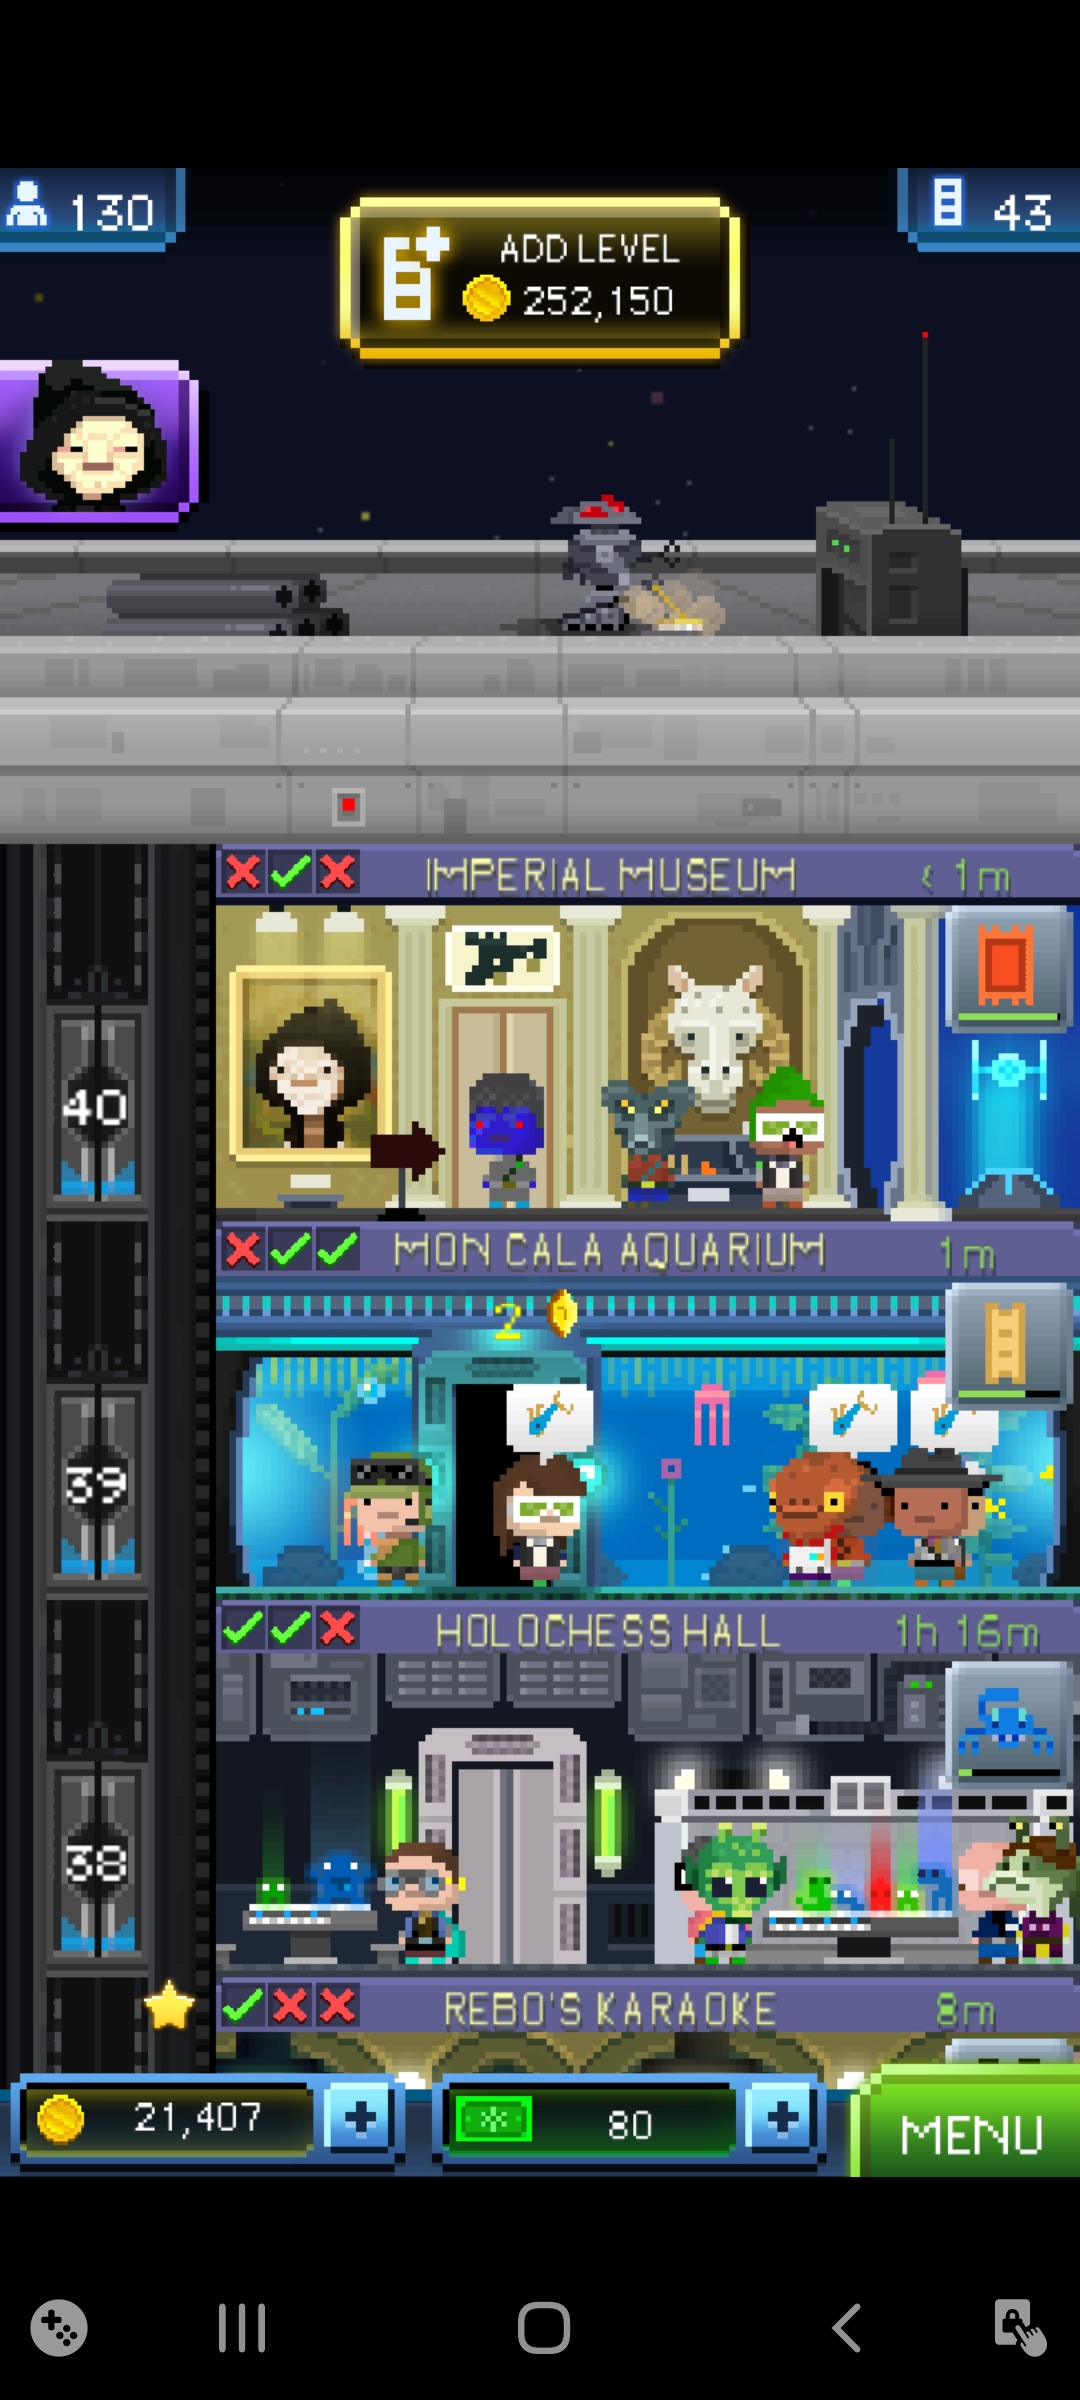 130
ADD LEVEL
252,150
43
IMPERIAL MUSEUM
< 1m
40
MON CALA AQUARIUM
1m
2
39
HOLOCHESS HALL
1h 16m
38
REBO'S KARAOKE
8m
21,407
80
MENU